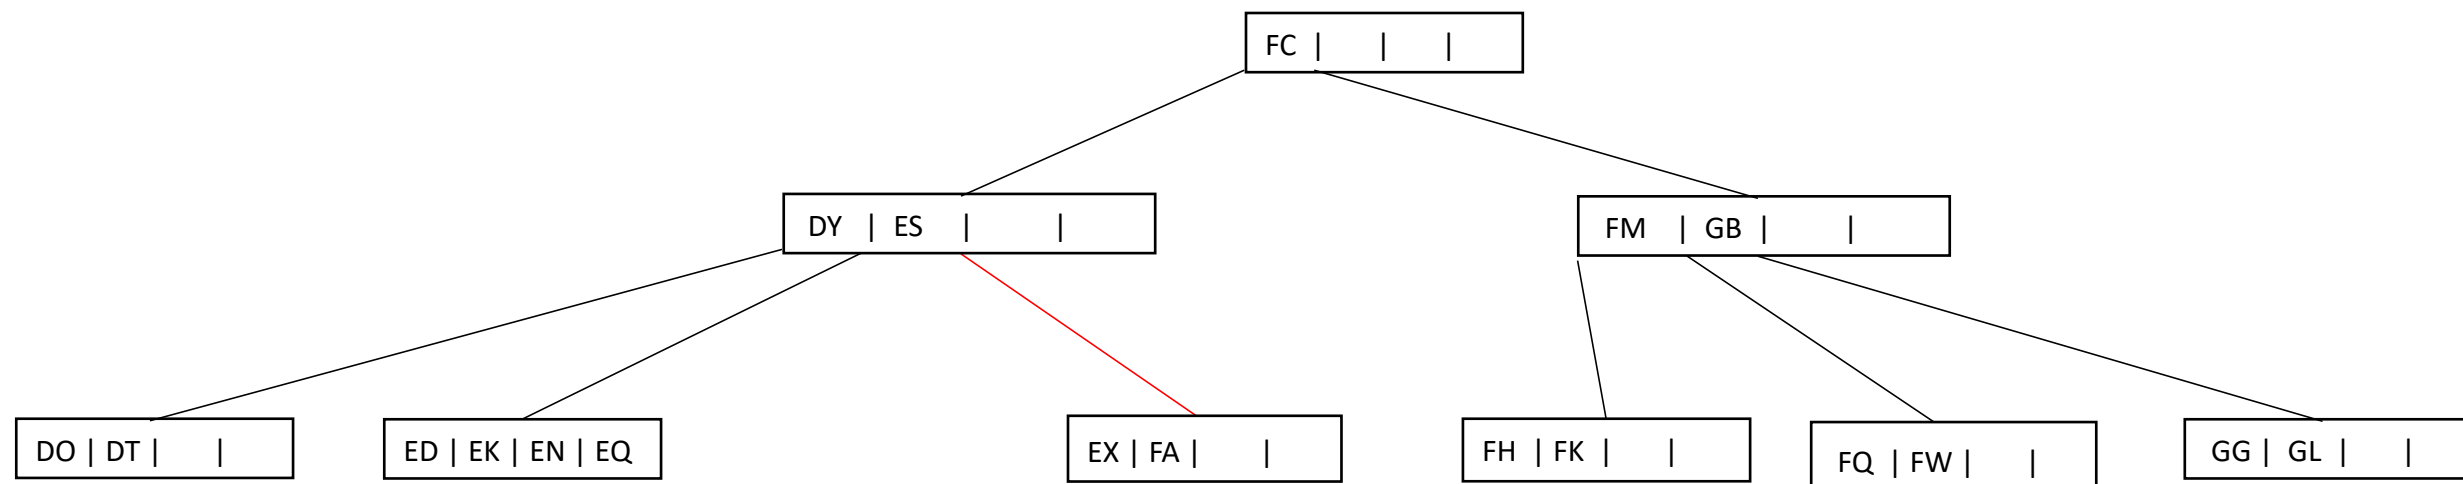 FC | | |
DY | ES | |
FM | GB | |
DO | DT | |
ED | EK | EN | EQ
EX | FA | |
FH | FK | |
FQ | FW | |
GG | GL | |